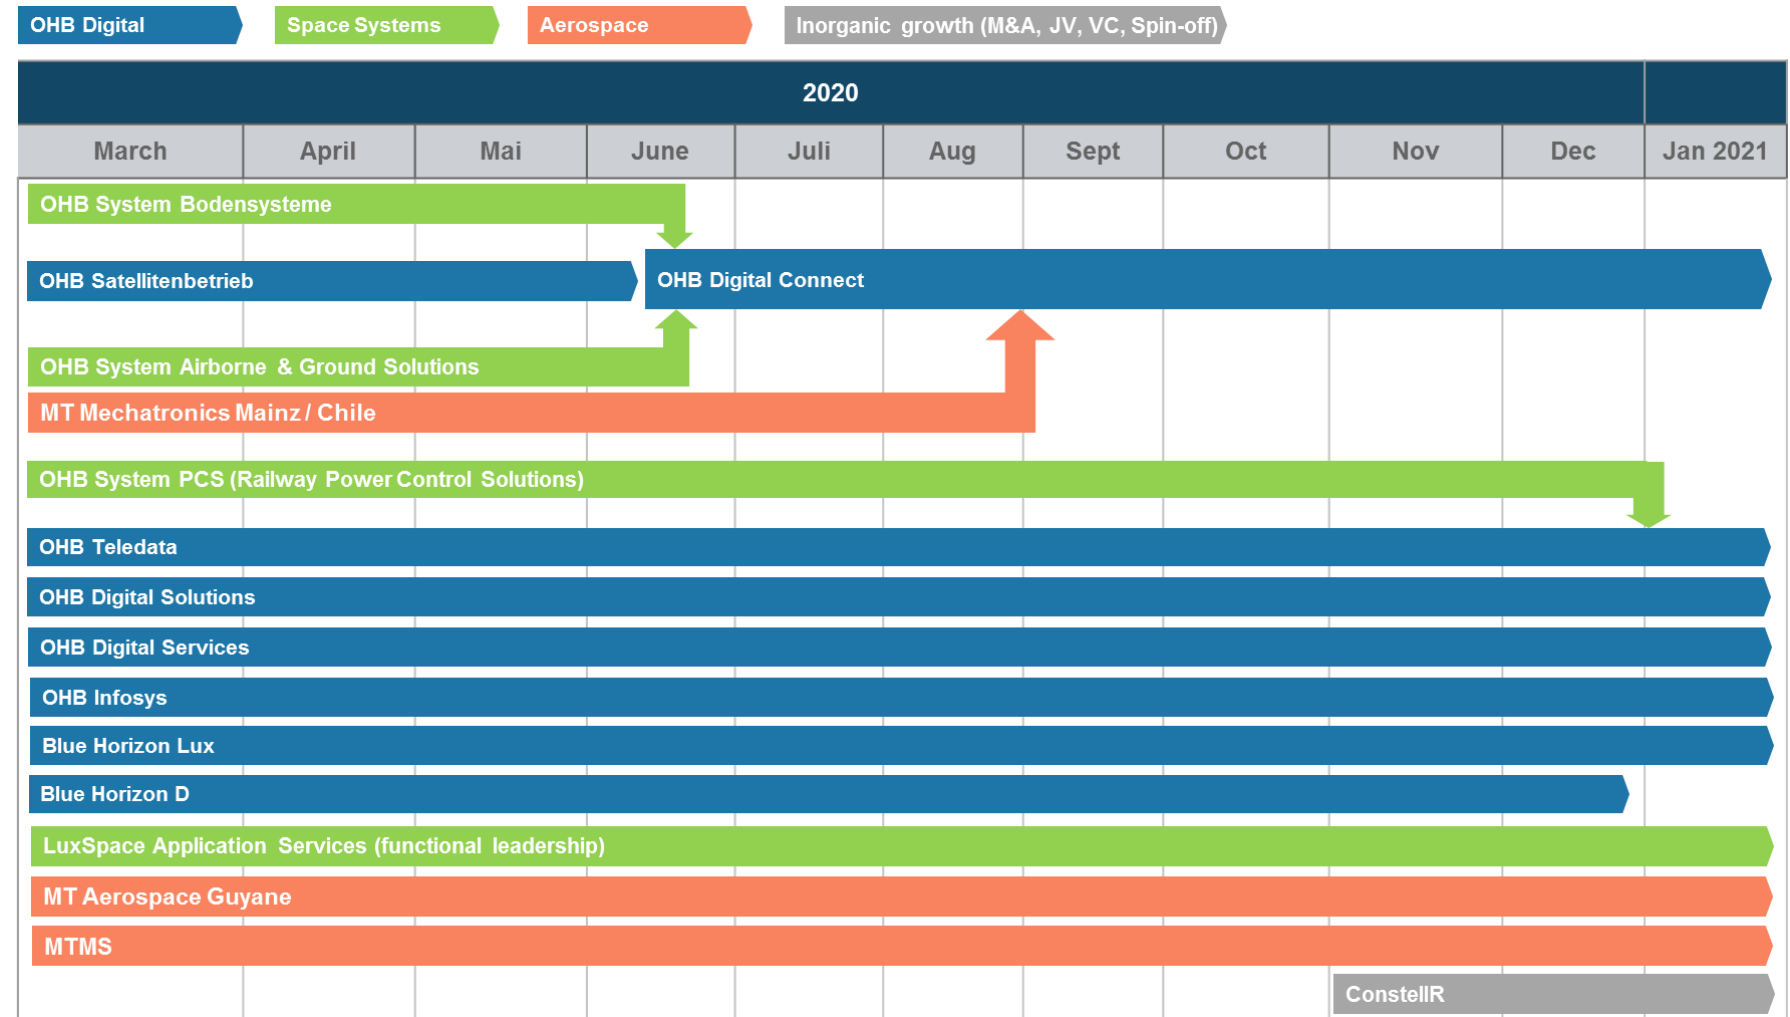 OHB Digital
Space Systems
Aerospace
Inorganic growth (M&A, JV, VC, Spin-off)
2020
March
April
Mai
June
Juli
Aug
Sept
Oct
Nov
Dec
Jan 2021
OHB System Bodensysteme
OHB Satellitenbetrieb
OHB Digital Connect
OHB System Airborne & Ground Solutions
MT Mechatronics Mainz / Chile
OHB System PCS (Railway Power Control Solutions)
OHB Teledata
OHB Digital Solutions
OHB Digital Services
OHB Infosys
Blue Horizon Lux
Blue Horizon D
LuxSpace Application Services (functional leadership)
MT Aerospace Guyane
MTMS
ConstellR